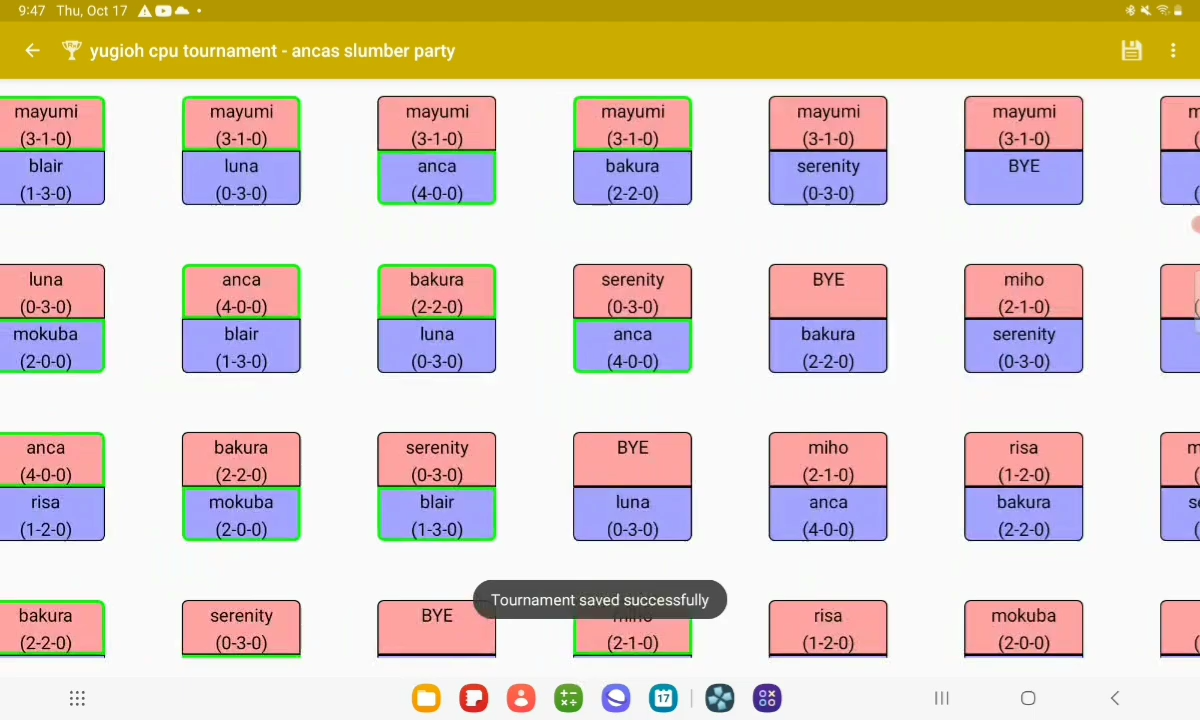 9:47 Thu, Oct 17
yugioh cpu tournament - ancas slumber party
mayumi mayumi mayumi mayumi mayumi mayumi m
(3-1-0) (3-1-0) (3-1-0) (3-1-0) (3-1-0) (3-1-0) (
blair luna anca bakura serenity BYE
(1-3-0) (0-3-0) (4-0-0) (2-2-0) (0-3-0) (
luna anca bakura serenity BYE miho
(0-3-0) (4-0-0) (2-2-0) (0-3-0) (2-1-0) (
mokuba blair luna anca bakura serenity
(2-0-0) (1-3-0) (0-3-0) (4-0-0) (2-2-0) (0-3-0)
anca bakura serenity BYE miho risa m
(4-0-0) (2-2-0) (0-3-0) (2-1-0) (1-2-0) (
risa mokuba blair luna anca bakura se
(1-2-0) (2-0-0) (1-3-0) (0-3-0) (4-0-0) (2-2-0) (
Tournament saved successfully
bakura serenity BYE miho risa mokuba
(2-2-0) (0-3-0) (2-1-0) (1-2-0) (2-0-0) (
17